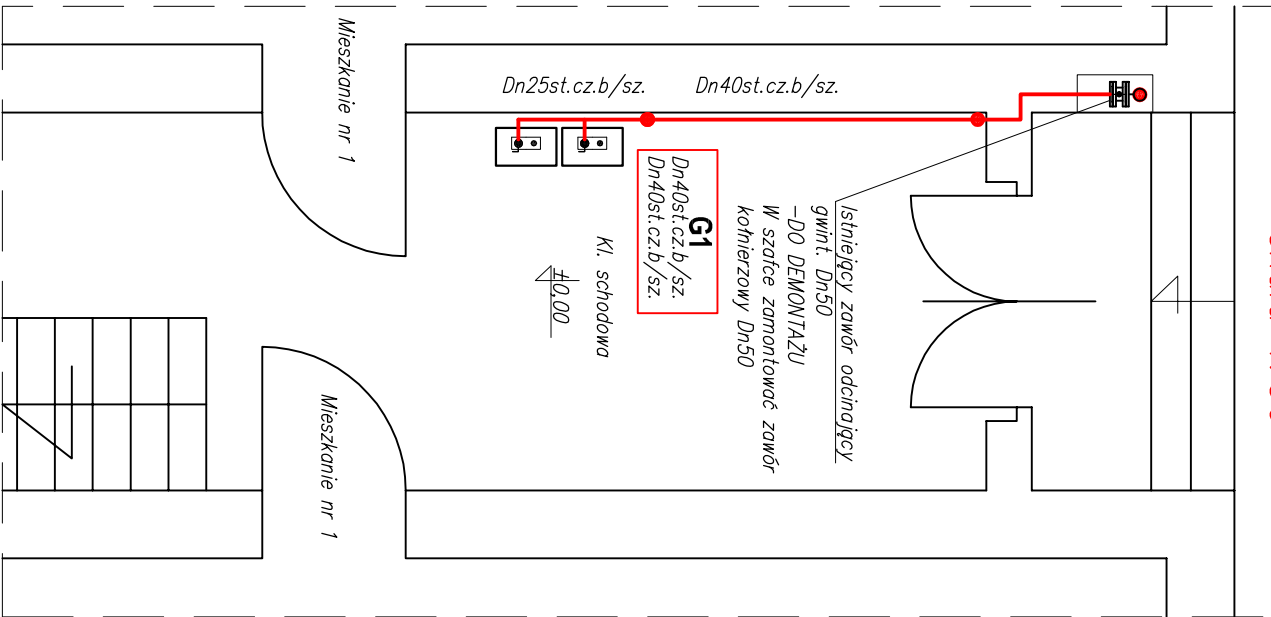 Mieszkanie nr 1
Dn25st.cz.b/sz.
Dn40st.cz.b/sz.
G1
Dn40st.cz.b/sz.
Dn40st.cz.b/sz.
Istniejący zawór odcinający
gwint. Dn50
-DO DEMONTAŻU
W szafce zamontować zawór
kołnierzowy Dn50
Kl. schodowa
±0,00
Mieszkanie nr 1